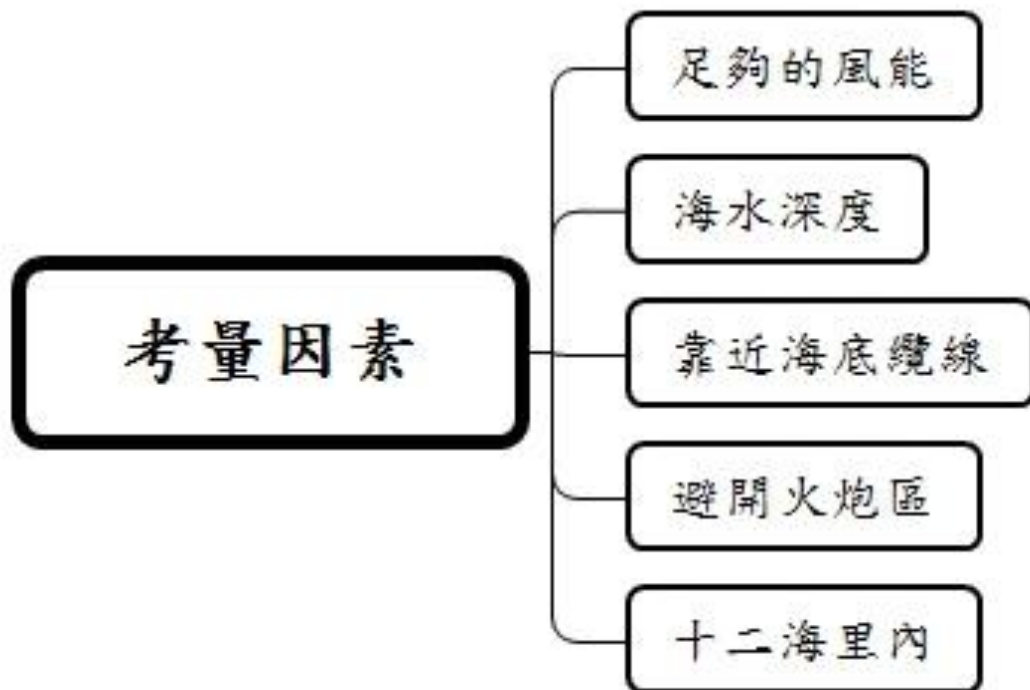 考量因素
足夠的風能
海水深度
靠近海底纜線
避開火炮區
十二海里內